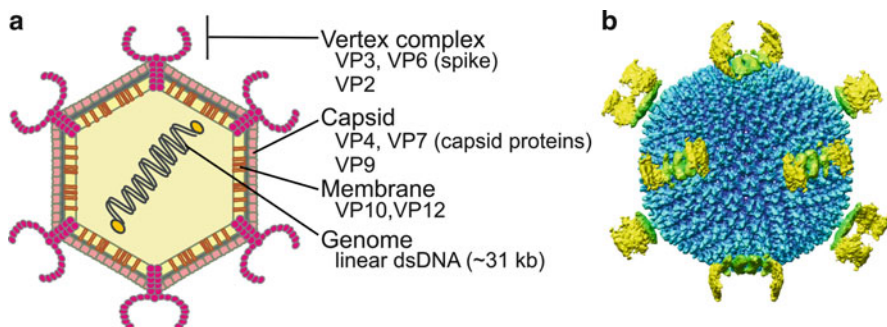 a
Vertex complex
VP3, VP6 (spike)
VP2
Capsid
VP4, VP7 (capsid proteins)
VP9
Membrane
VP10,VP12
Genome
linear dsDNA (~31 kb)
b